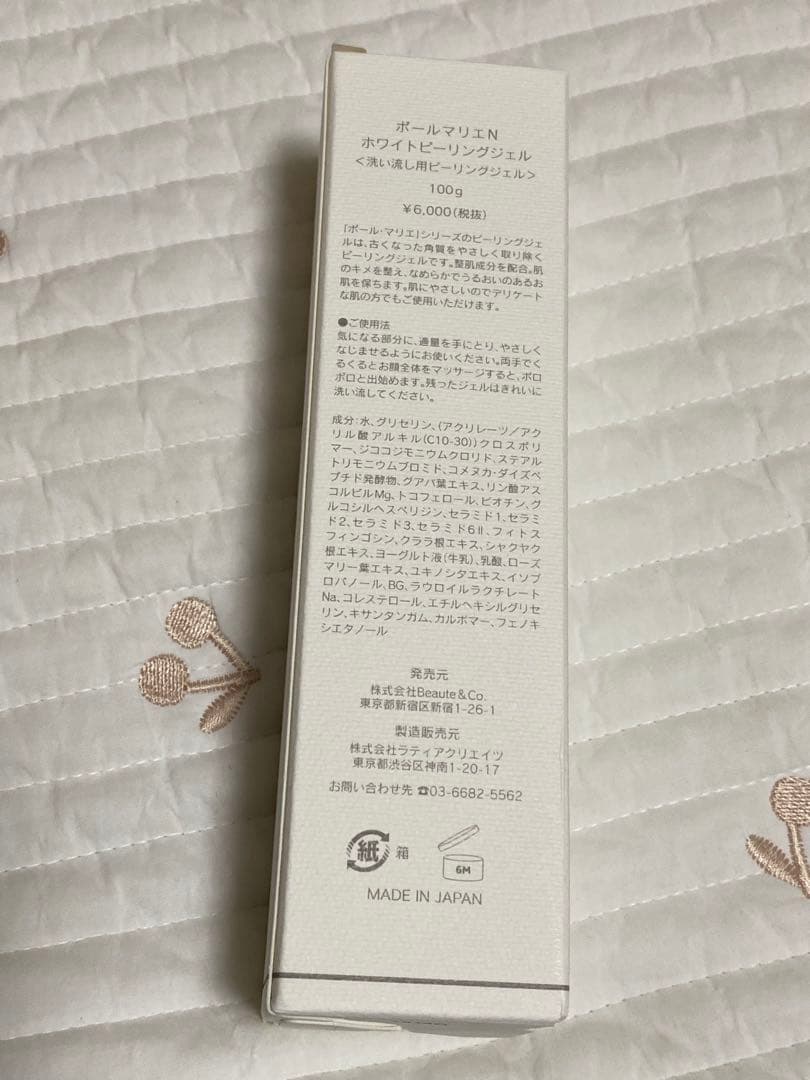 ポールマリエN
ホワイトピーリングジェル
<洗い流し用ピーリングジェル>
100g
¥6,000(税抜)
「ポール・マリエ」シリーズのピーリングジェ
ルは、古くなった角質をやさしく取り除く
ピーリングジェルです。整肌成分を配合。肌
のキメを整え、なめらかでうるおいのあるお
肌を保ちます。肌にやさしいのでデリケート
な肌の方でもご使用いただけます。
●ご使用法
気になる部分に、適量を手にとり、やさしく
なじませるようにお使いください。両手でく
るくるとお顔全体をマッサージすると、ポロ
ポロと出始めます。残ったジェルはきれいに
洗い流してください。
成分:水、グリセリン、(アクリレーツ/アク
リル酸アルキル(C10-30))クロスポリ
マー、ジココジモニウムクロリド、ステアル
トリモニウムブロミド、コメヌカ・ダイズペ
プチド発酵物、グアバ葉エキス、リン酸アス
コルビルMg、トコフェロール、ビオチン、グ
ルコシルヘスペリジン、セラミド1、セラミ
ド2、セラミド3、セラミド6Ⅱ、フィトス
フィンゴシン、クララ根エキス、シャクヤク
根エキス、ヨーグルト液(牛乳)、乳酸、ローズ
マリー葉エキス、ユキノシタエキス、イソプ
ロパノール、BG、ラウロイルラクチレート
Na、コレステロール、エチルヘキシルグリセ
リン、キサンタンガム、カルボマー、フェノキ
シエタノール
発売元
株式会社Beaute&Co.
東京都新宿区新宿1-26-1
製造販売元
株式会社ラティアクリエイツ
東京都渋谷区神南1-20-17
お問い合わせ先 ☎03-6682-5562
紙 箱
6M
MADE IN JAPAN